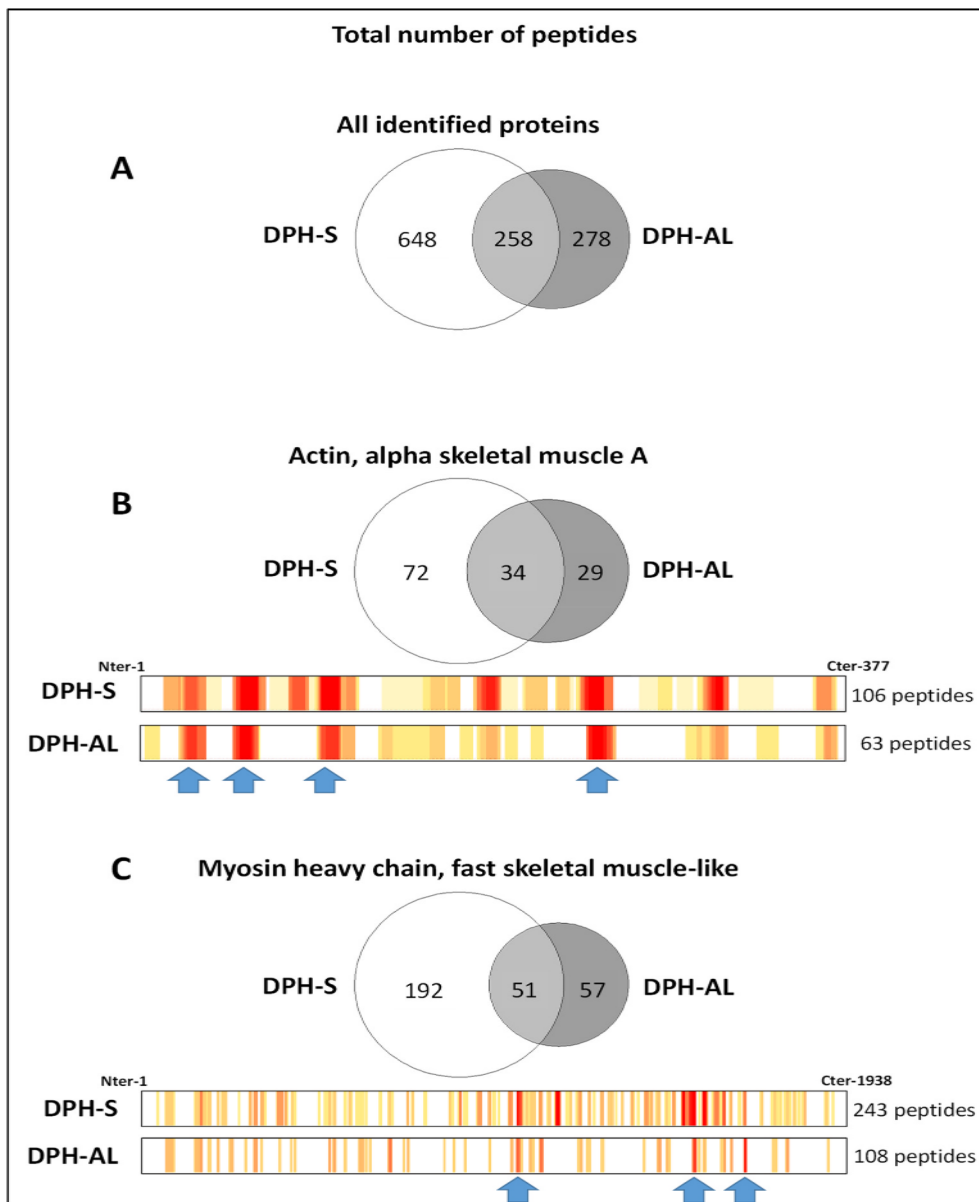 Total number of peptides
All identified proteins
A
DPH-S 648 258 278 DPH-AL
Actin, alpha skeletal muscle A
B
DPH-S 72 34 29 DPH-AL
Nter-1 Cter-377
DPH-S 106 peptides
DPH-AL 63 peptides
C Myosin heavy chain, fast skeletal muscle-like
DPH-S 192 51 57 DPH-AL
Nter-1 Cter-1938
DPH-S 243 peptides
DPH-AL 108 peptides